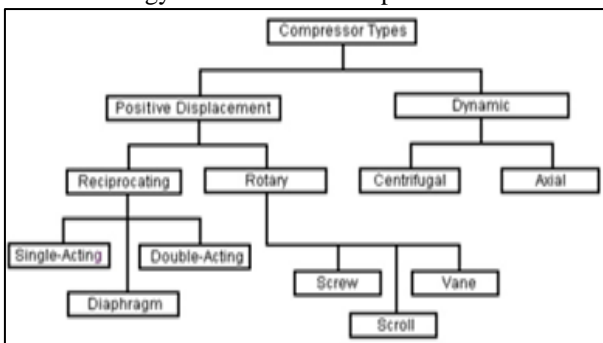 Compressor Types
Positive Displacement
Dynamic
Reciprocating
Rotary
Centrifugal
Axial
Single-Acting
Double-Acting
Screw
Vane
Diaphragm
Scroll